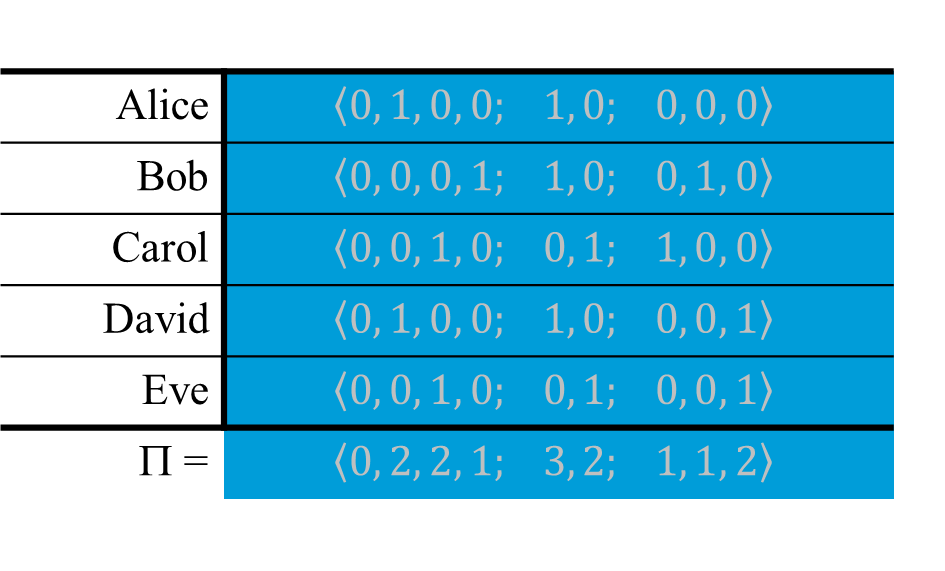 Alice ⟨0, 1, 0, 0; 1, 0; 0, 0, 0⟩
Bob ⟨0, 0, 0, 1; 1, 0; 0, 1, 0⟩
Carol ⟨0, 0, 1, 0; 0, 1; 1, 0, 0⟩
David ⟨0, 1, 0, 0; 1, 0; 0, 0, 1⟩
Eve ⟨0, 0, 1, 0; 0, 1; 0, 0, 1⟩
Π = ⟨0, 2, 2, 1; 3, 2; 1, 1, 2⟩